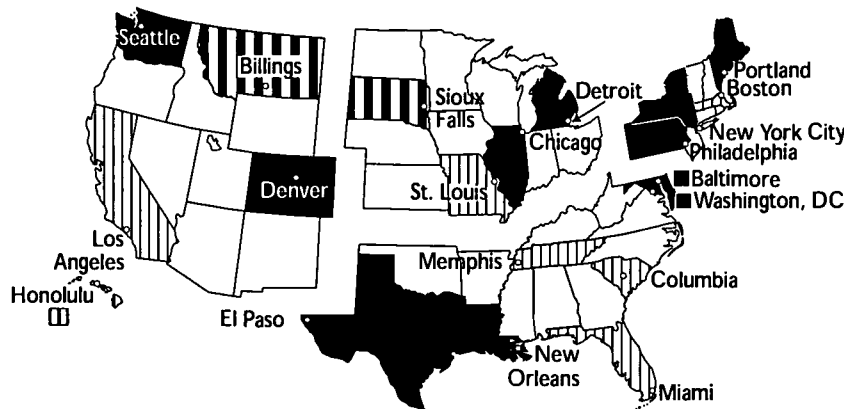 Seattle
Billings
Sioux
Falls
Detroit
Portland
Boston
Chicago
New York City
Philadelphia
Denver
St. Louis
Baltimore
Washington, DC
Los
Angeles
Memphis
Columbia
Honolulu
El Paso
New
Orleans
Miami